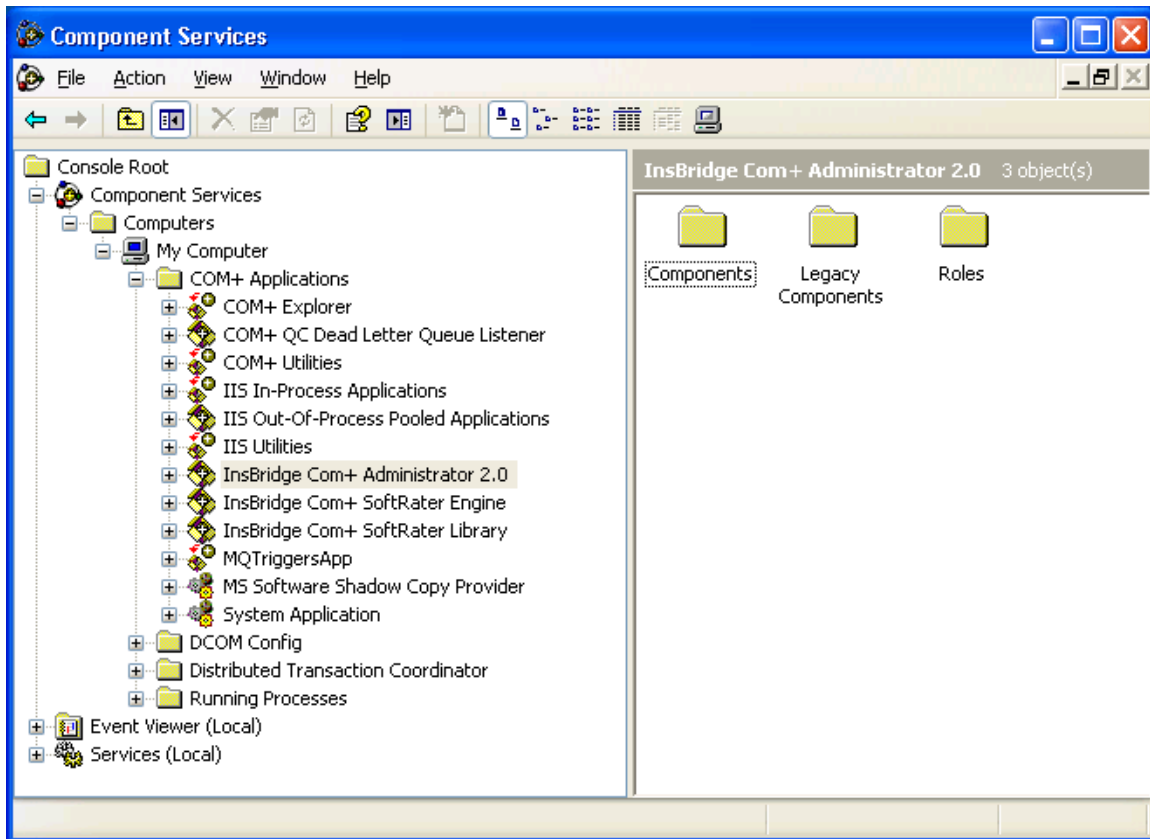 Component Services
File Action View Window Help
Console Root
Component Services
Computers
My Computer
COM+ Applications
COM+ Explorer
COM+ QC Dead Letter Queue Listener
COM+ Utilities
IIS In-Process Applications
IIS Out-Of-Process Pooled Applications
IIS Utilities
InsBridge Com+ Administrator 2.0
InsBridge Com+ SoftRater Engine
InsBridge Com+ SoftRater Library
MQTriggersApp
MS Software Shadow Copy Provider
System Application
DCOM Config
Distributed Transaction Coordinator
Running Processes
Event Viewer (Local)
Services (Local)
InsBridge Com+ Administrator 2.0 3 object(s)
Components
Legacy
Components
Roles